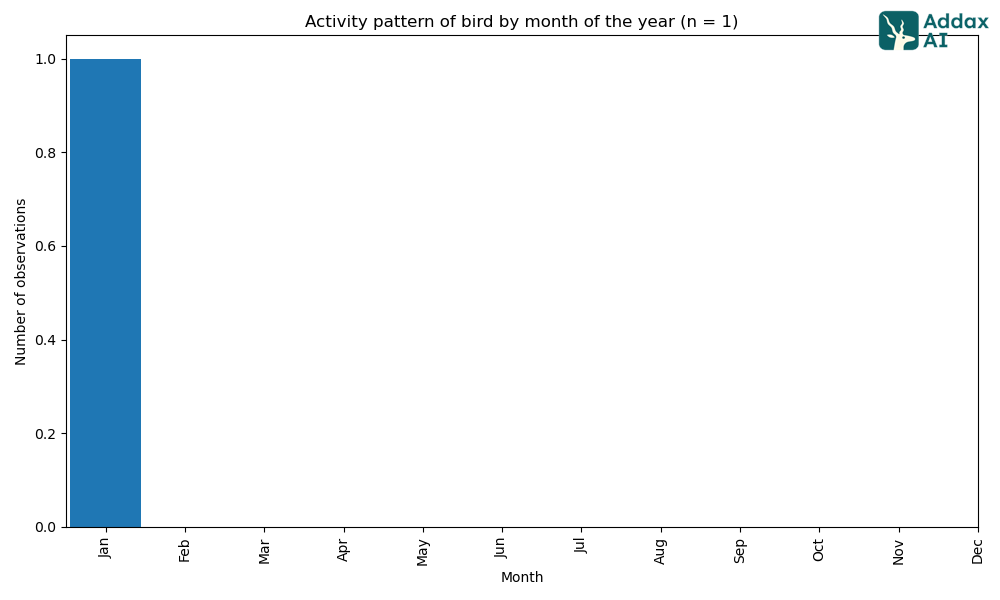 Activity pattern of bird by month of the year (n = 1)
Addax
AI
1.0
0.8
0.6
0.4
0.2
0.0
Number of observations
Jan
Feb
Mar
Apr
May
Jun
Jul
Aug
Sep
Oct
Nov
Dec
Month